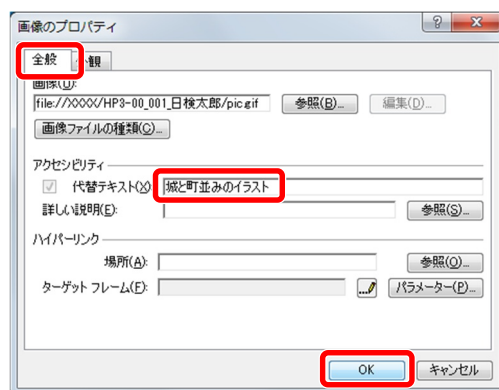 画像のプロパティ
全般 外観
画像(U):
file://XXXX/HP3-00_001_日検太郎/pic.gif 参照(B)... 編集(D)...
画像ファイルの種類(C)...
アクセシビリティ
代替テキスト(X) 城と町並みのイラスト
詳しい説明(E): 参照(S)...
ハイパーリンク
場所(A): 参照(O)...
ターゲット フレーム(F): パラメーター(P)...
OK キャンセル